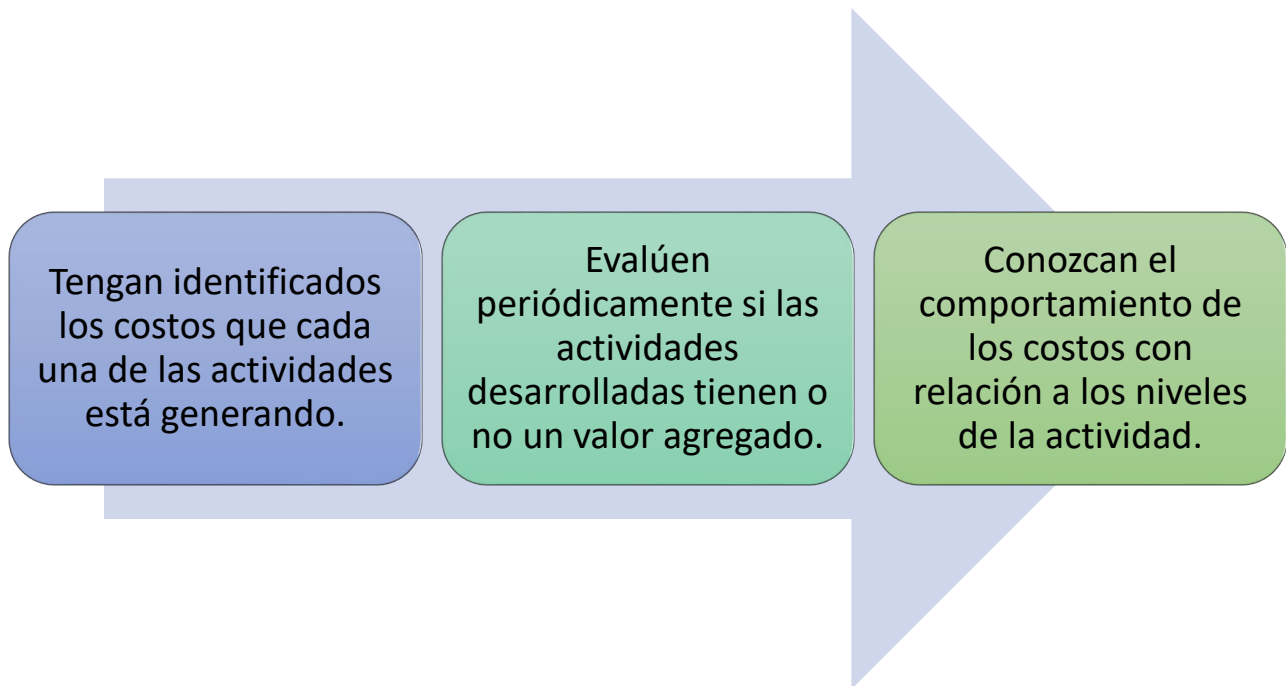 Tengan identificados
los costos que cada
una de las actividades
está generando.
Evalúen
periódicamente si las
actividades
desarrolladas tienen o
no un valor agregado.
Conozcan el
comportamiento de
los costos con
relación a los niveles
de la actividad.